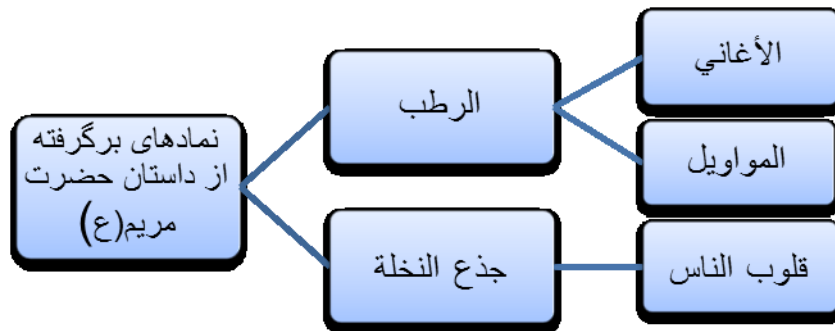 نمادهای برگرفته
از داستان حضرت
مریم(ع)
الرطب
الأغاني
المواويل
جذع النخلة
قلوب الناس